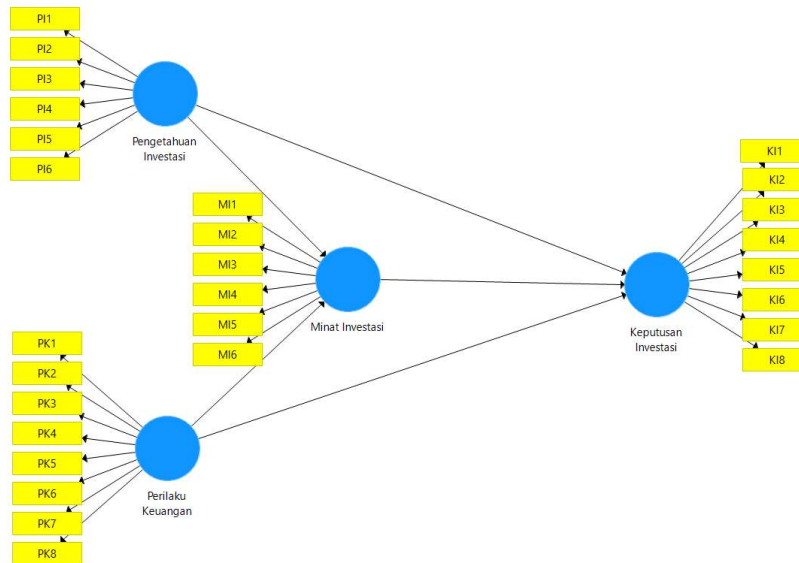 PI1
PI2
PI3
PI4
PI5
PI6
Pengetahuan
Investasi
MI1
MI2
MI3
MI4
MI5
MI6
Minat Investasi
KI1
KI2
KI3
KI4
KI5
KI6
KI7
KI8
Keputusan
Investasi
PK1
PK2
PK3
PK4
PK5
PK6
PK7
PK8
Perilaku
Keuangan